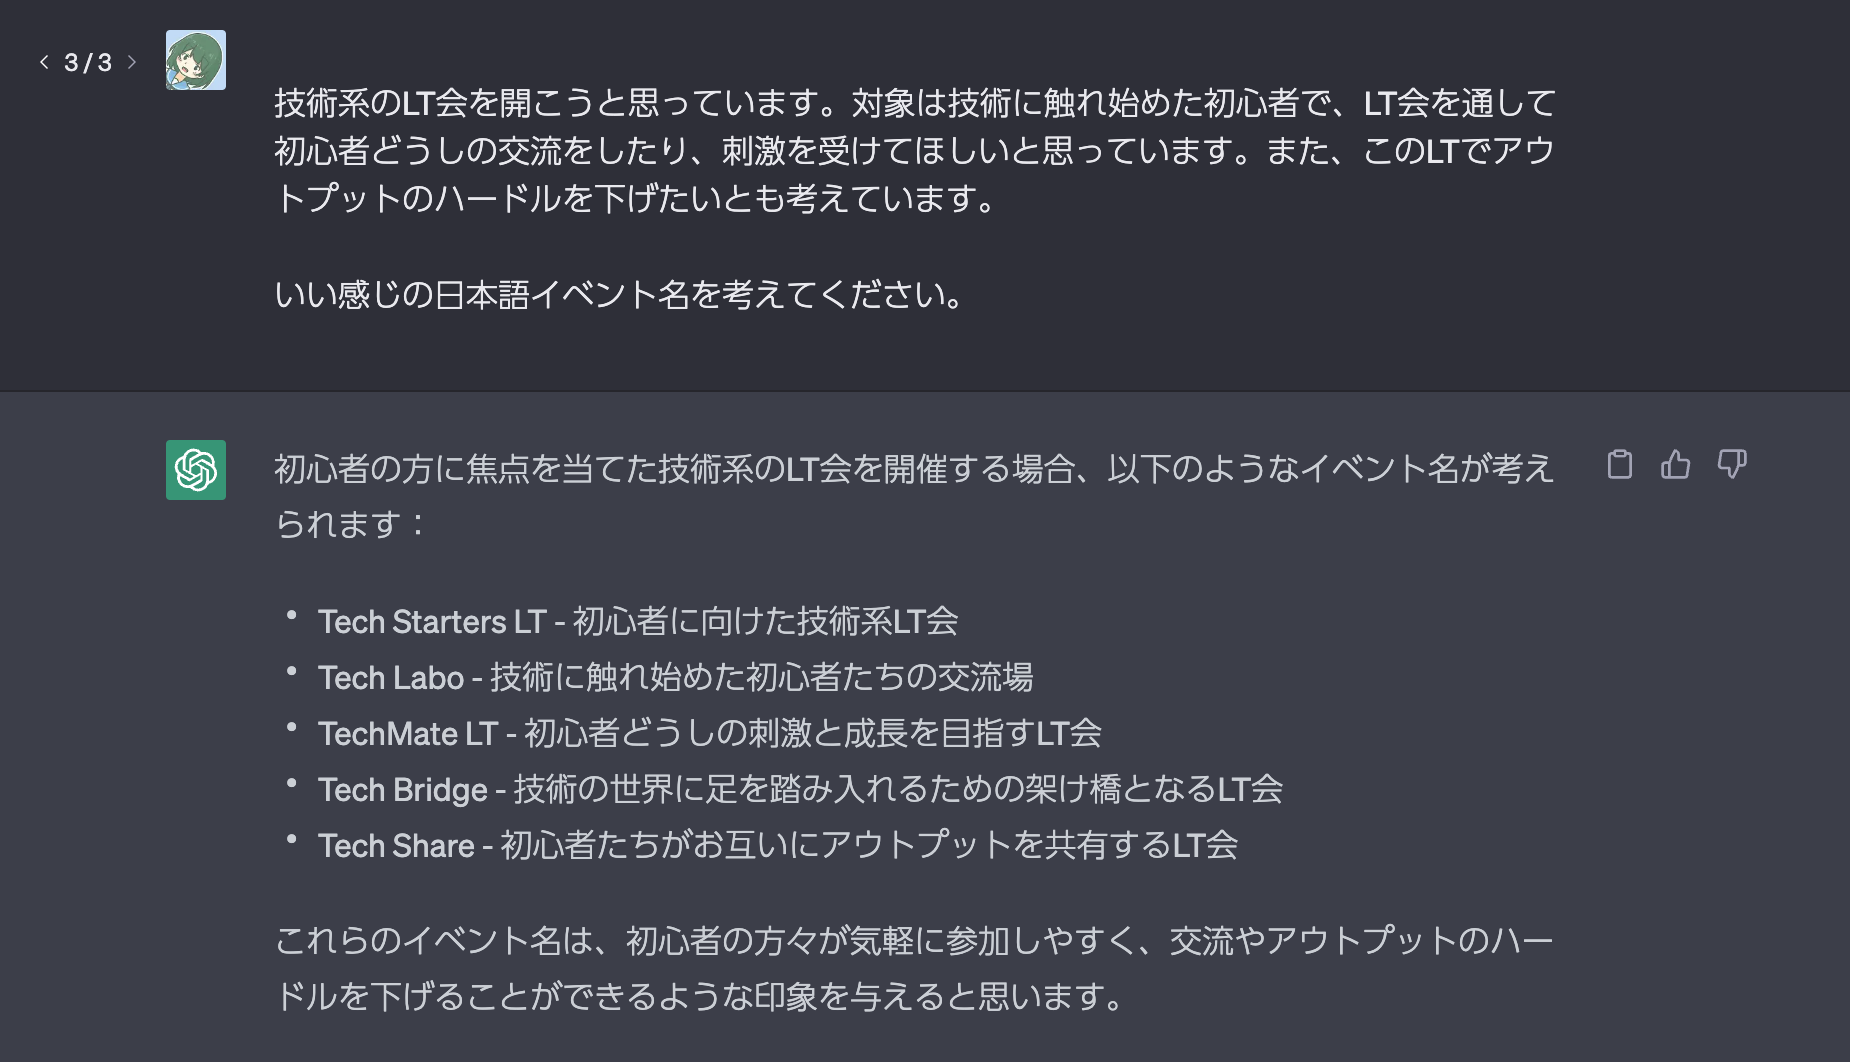 3/3
技術系のLT会を開こうと思っています。対象は技術に触れ始めた初心者で、LT会を通して
初心者どうしの交流をしたり、刺激を受けてほしいと思っています。また、このLTでアウ
トプットのハードルを下げたいとも考えています。
いい感じの日本語イベント名を考えてください。
初心者の方に焦点を当てた技術系のLT会を開催する場合、以下のようなイベント名が考え
られます：
• Tech Starters LT - 初心者に向けた技術系LT会
• Tech Labo - 技術に触れ始めた初心者たちの交流場
• TechMate LT - 初心者どうしの刺激と成長を目指すLT会
• Tech Bridge - 技術の世界に足を踏み入れるための架け橋となるLT会
• Tech Share - 初心者たちがお互いにアウトプットを共有するLT会
これらのイベント名は、初心者の方々が気軽に参加しやすく、交流やアウトプットのハー
ドルを下げることができるような印象を与えると思います。